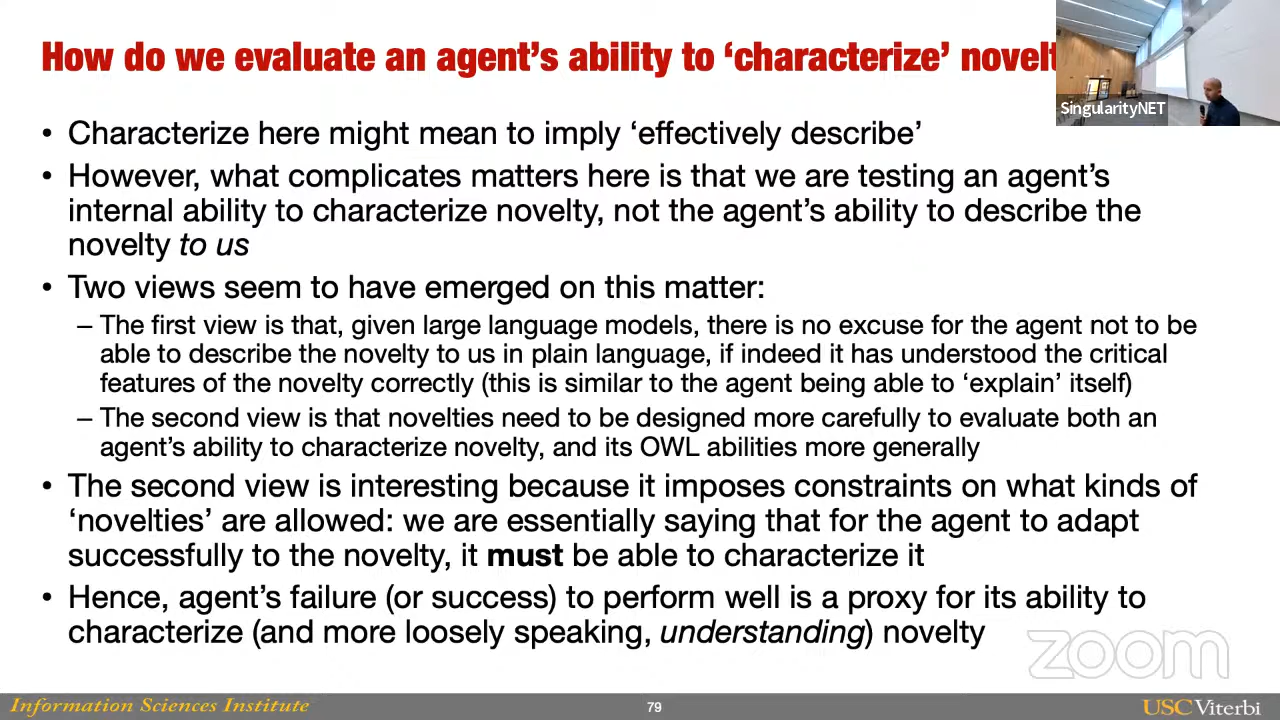 How do we evaluate an agent's ability to 'characterize' novelt
SingularityNET
• Characterize here might mean to imply 'effectively describe'
• However, what complicates matters here is that we are testing an agent's
internal ability to characterize novelty, not the agent's ability to describe the
novelty to us
• Two views seem to have emerged on this matter:
– The first view is that, given large language models, there is no excuse for the agent not to be
able to describe the novelty to us in plain language, if indeed it has understood the critical
features of the novelty correctly (this is similar to the agent being able to 'explain' itself)
– The second view is that novelties need to be designed more carefully to evaluate both an
agent's ability to characterize novelty, and its OWL abilities more generally
• The second view is interesting because it imposes constraints on what kinds of
'novelties' are allowed: we are essentially saying that for the agent to adapt
successfully to the novelty, it must be able to characterize it
• Hence, agent's failure (or success) to perform well is a proxy for its ability to
characterize (and more loosely speaking, understanding) novelty
zoom
Information Sciences Institute
79
USC Viterbi